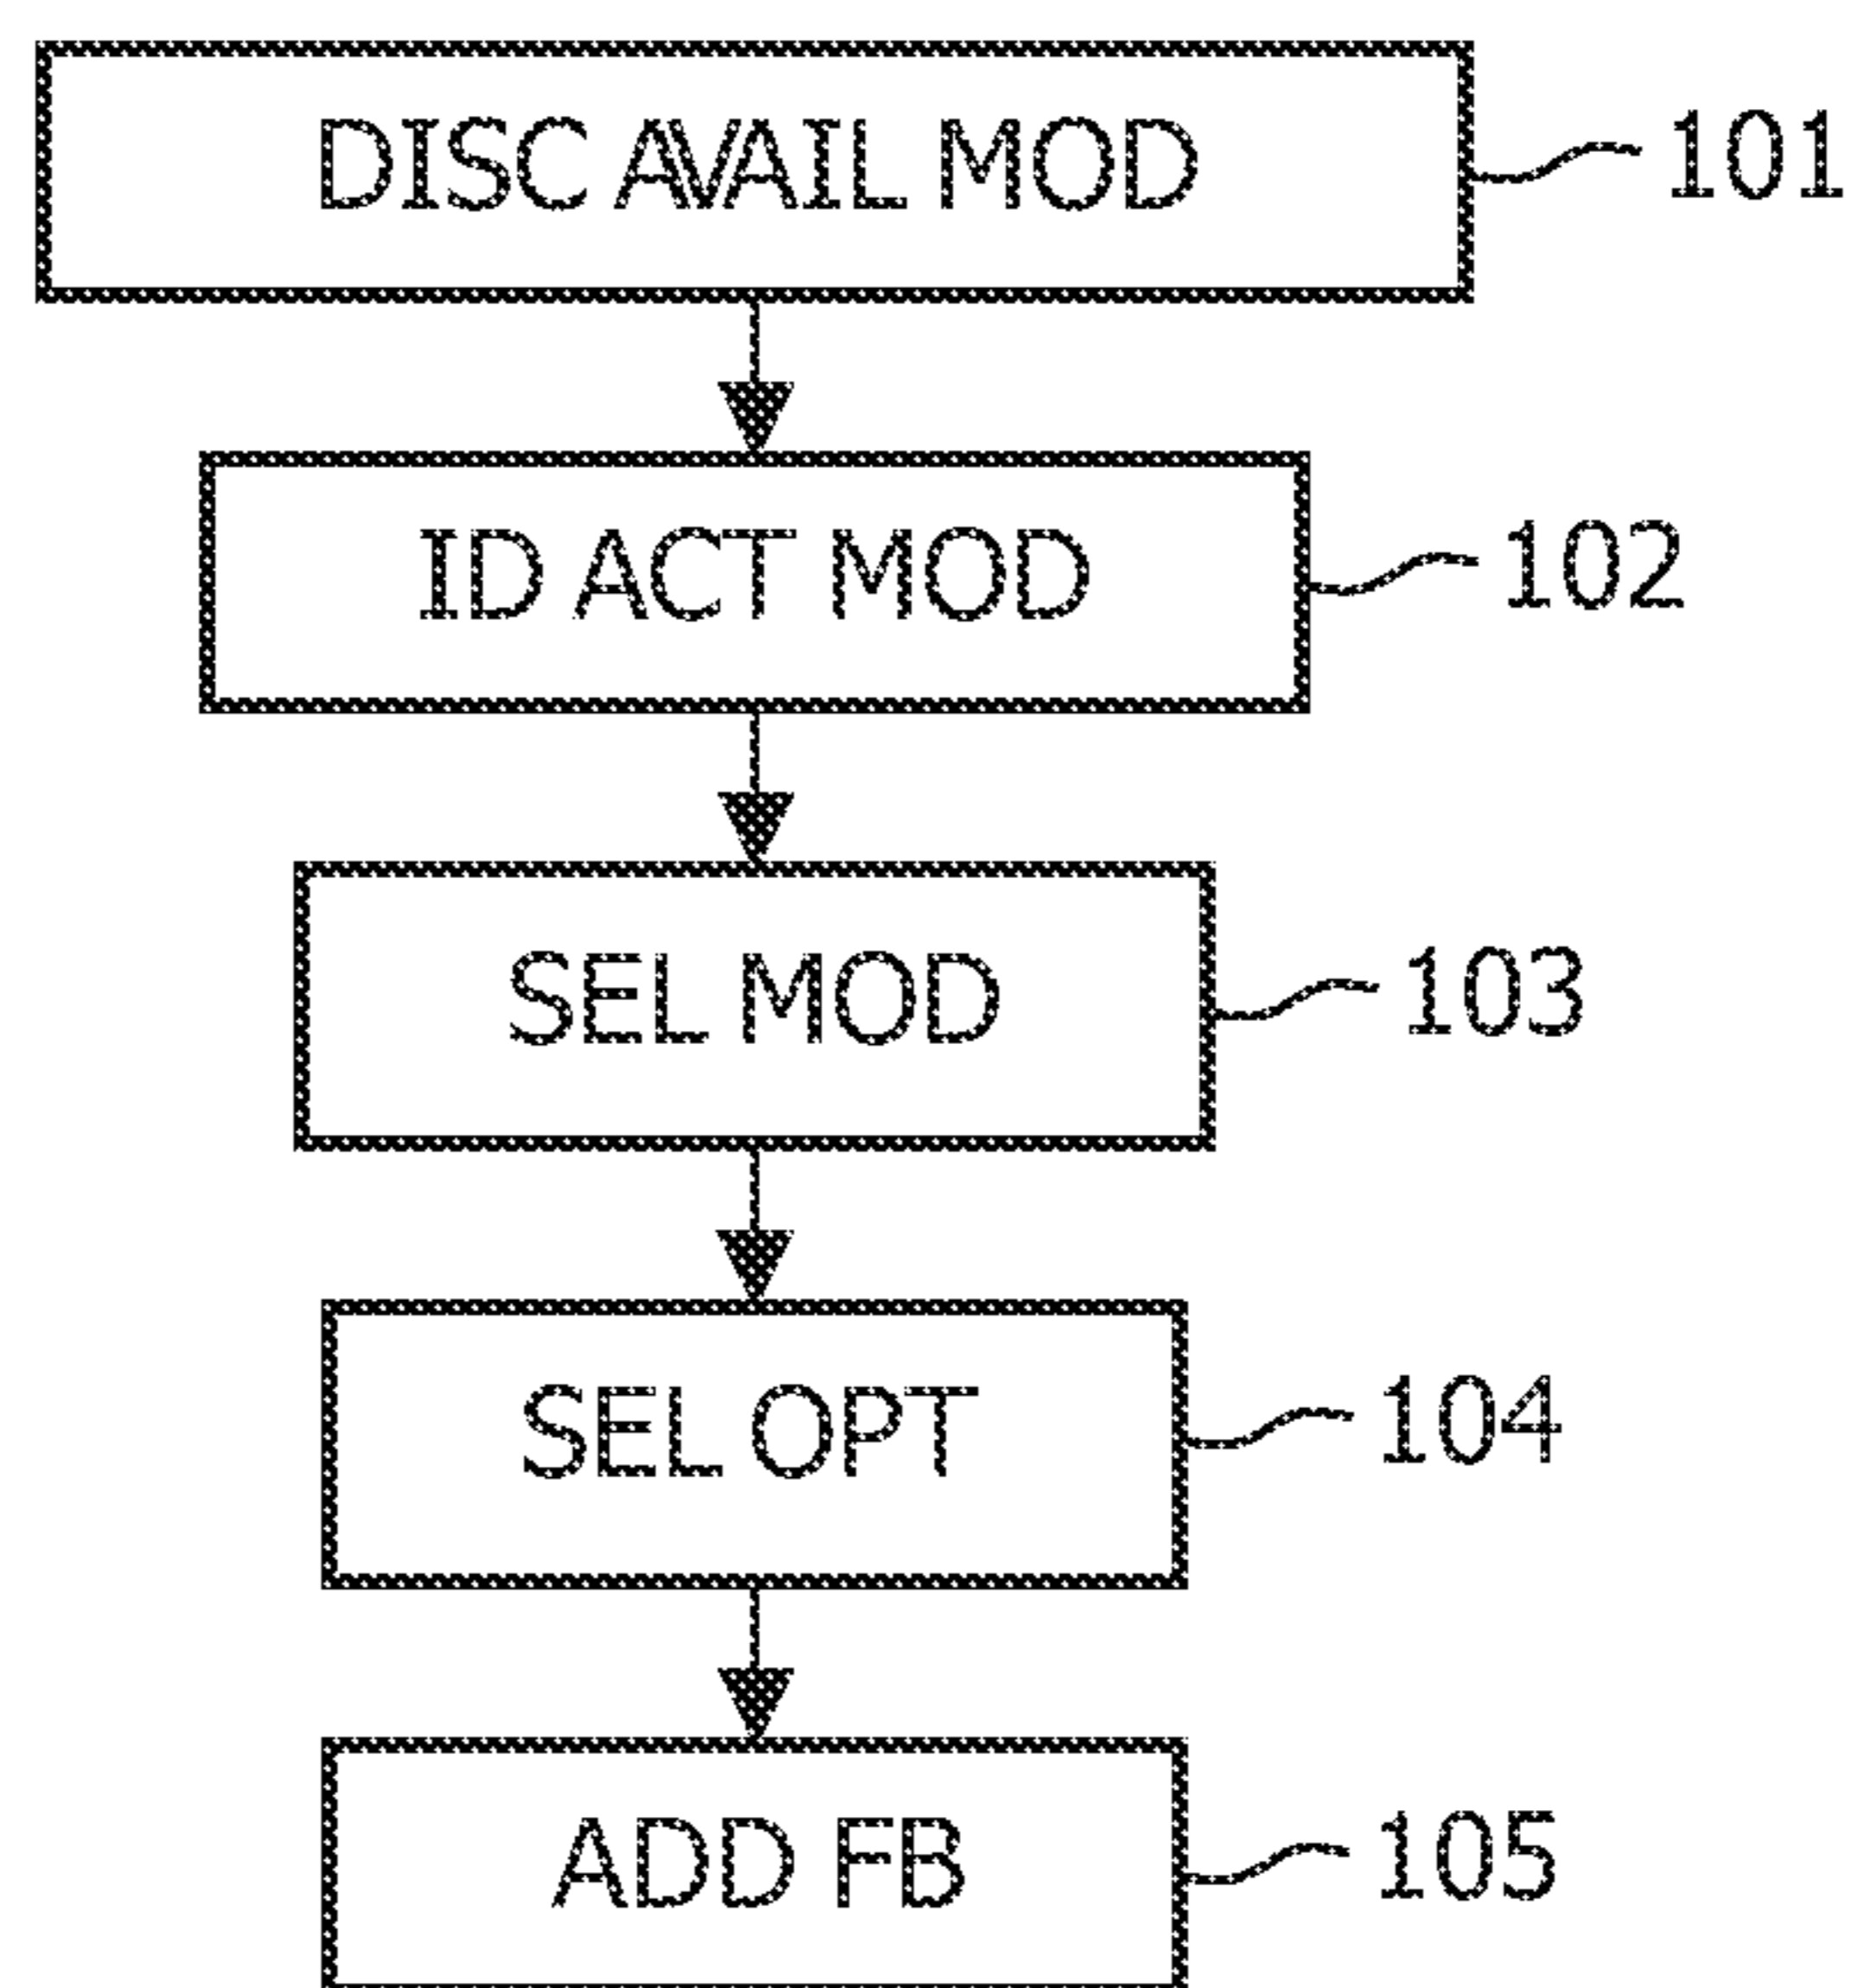 DISC AVAIL MOD 101
ID ACT MOD 102
SEL MOD 103
SEL OPT 104
ADD FB 105